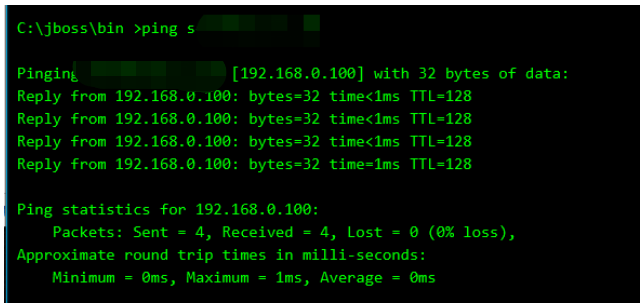 C:\jboss\bin >ping s
Pinging [192.168.0.100] with 32 bytes of data:
Reply from 192.168.0.100: bytes=32 time<1ms TTL=128
Reply from 192.168.0.100: bytes=32 time<1ms TTL=128
Reply from 192.168.0.100: bytes=32 time<1ms TTL=128
Reply from 192.168.0.100: bytes=32 time=1ms TTL=128
Ping statistics for 192.168.0.100:
Packets: Sent = 4, Received = 4, Lost = 0 (0% loss),
Approximate round trip times in milli-seconds:
Minimum = 0ms, Maximum = 1ms, Average = 0ms